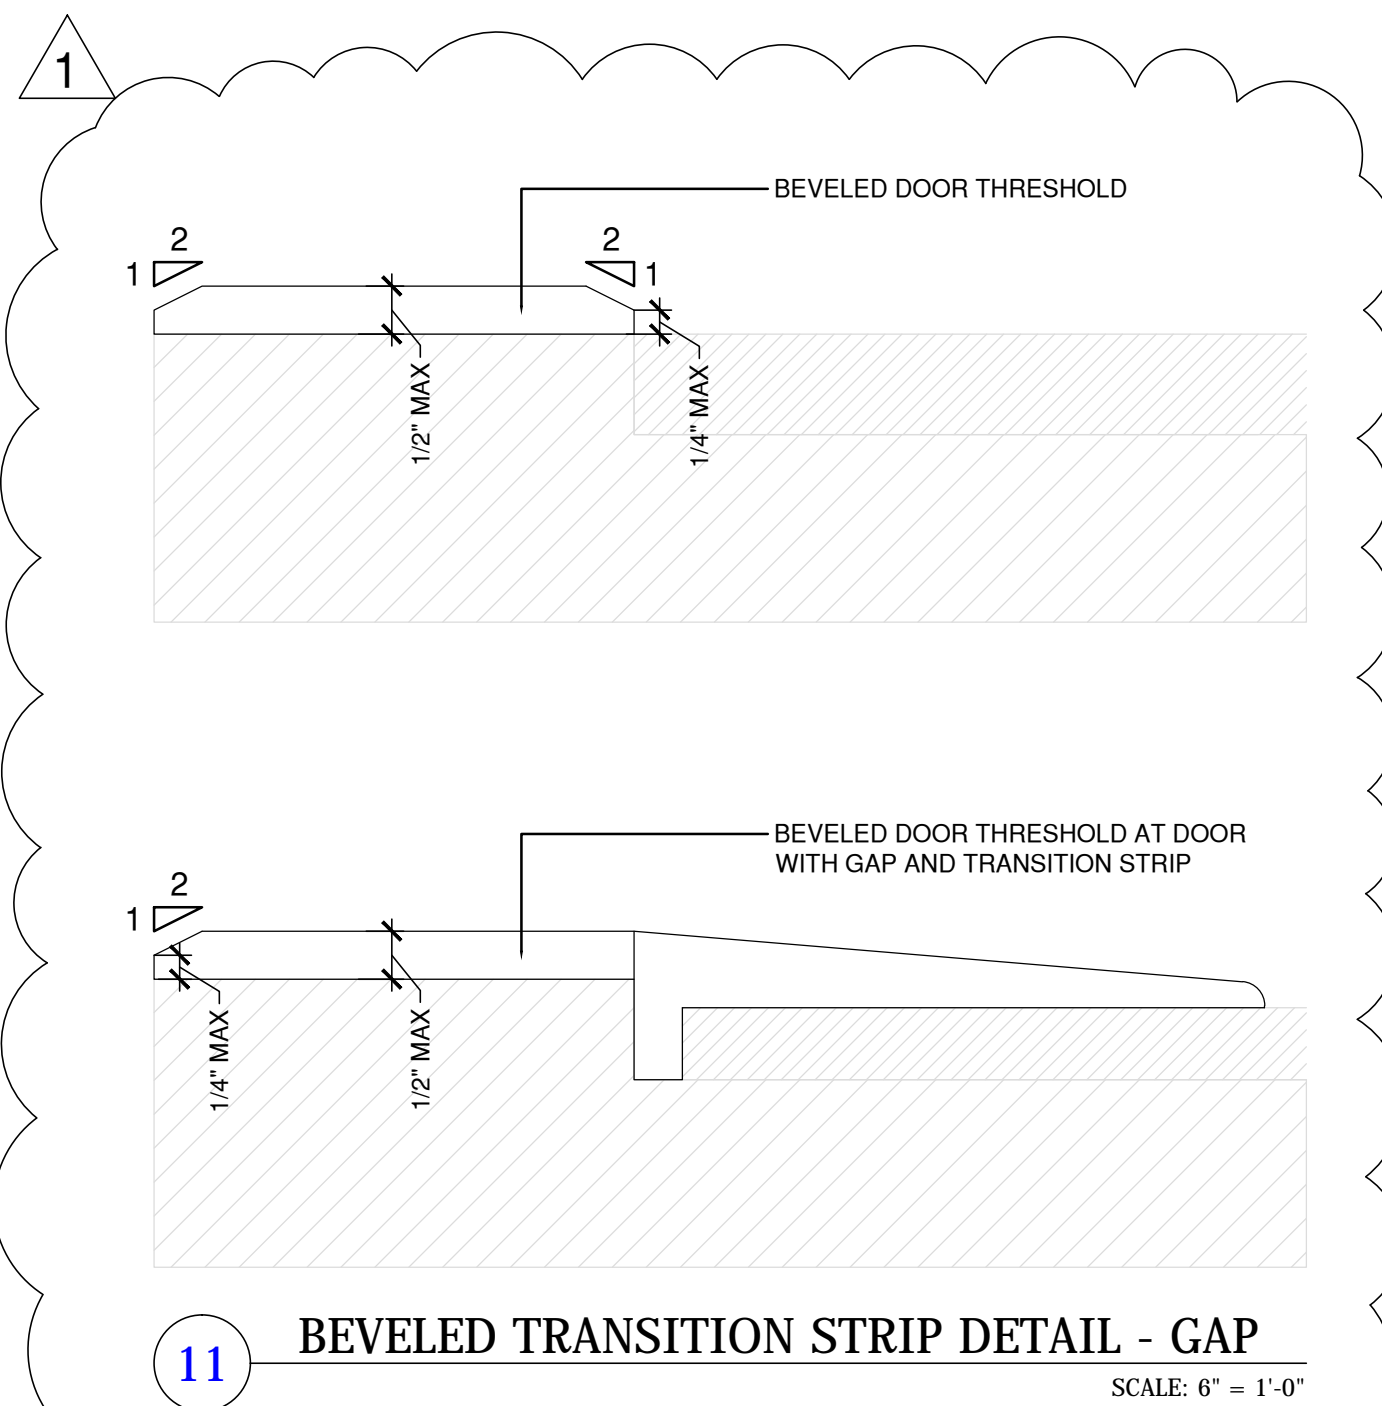 1
BEVELED DOOR THRESHOLD
2
1
2
1
1/2" MAX
1/4" MAX
BEVELED DOOR THRESHOLD AT DOOR
WITH GAP AND TRANSITION STRIP
2
1
1/4" MAX
1/2" MAX
11
BEVELED TRANSITION STRIP DETAIL - GAP
SCALE: 6" = 1'-0"